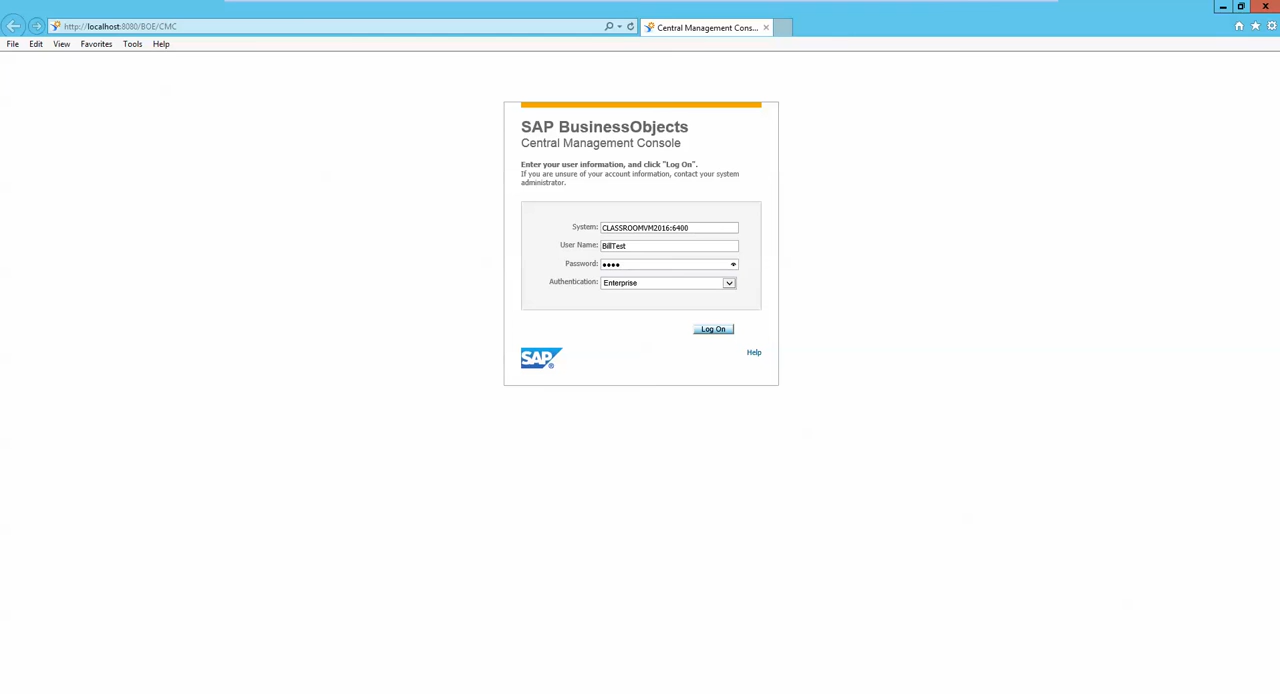 http://localhost:8080/BOE/CMC
Central Management Cons...
File Edit View Favorites Tools Help
SAP BusinessObjects
Central Management Console
Enter your user information, and click "Log On".
If you are unsure of your account information, contact your system
administrator.
System: CLASSROOMVM2016:6400
User Name: BillTest
Password: ••••
Authentication: Enterprise
Log On
Help
SAP®